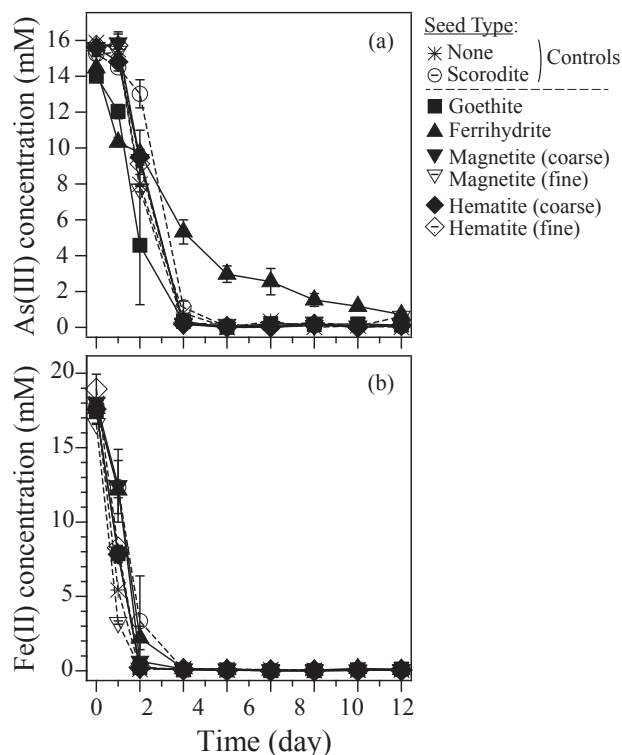 As(III) concentration (mM)
16
14
12
10
8
6
4
2
0
(a)
Seed Type:
None
Scorodite
Controls
Goethite
Ferrihydrite
Magnetite (coarse)
Magnetite (fine)
Hematite (coarse)
Hematite (fine)
Fe(II) concentration (mM)
20
15
10
5
0
(b)
0 2 4 6 8 10 12
Time (day)